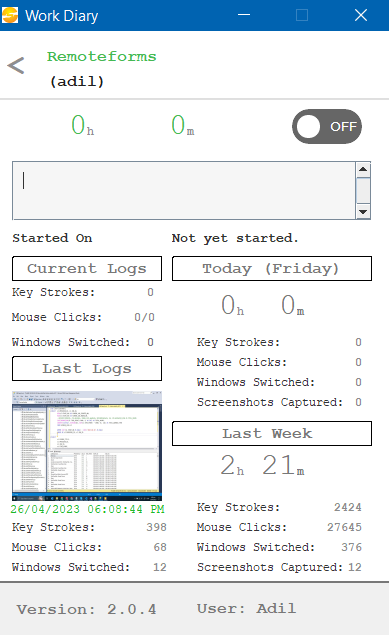 Work Diary
Remoteforms
(adil)
0h 0m OFF
Started On Not yet started.
Current Logs
Key Strokes: 0
Mouse Clicks: 0/0
Windows Switched: 0
Today (Friday)
0h 0m
Key Strokes: 0
Mouse Clicks: 0
Windows Switched: 0
Screenshots Captured: 0
Last Logs
26/04/2023 06:08:44 PM
Key Strokes: 398
Mouse Clicks: 68
Windows Switched: 12
Last Week
2h 21m
Key Strokes: 2424
Mouse Clicks: 27645
Windows Switched: 376
Screenshots Captured: 12
Version: 2.0.4 User: Adil